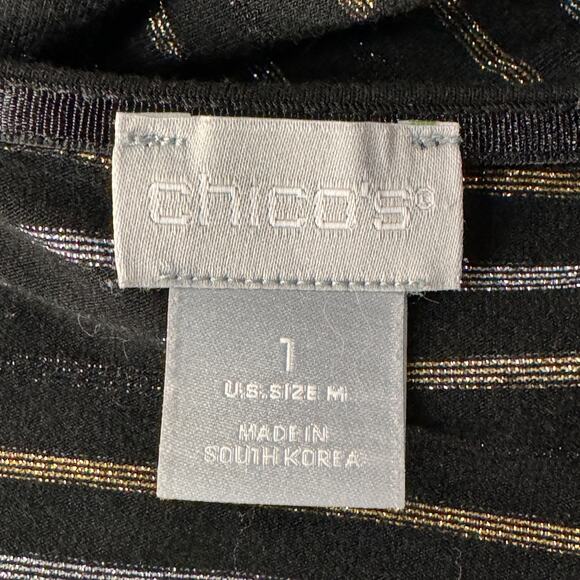 chico's®
1
U.S. SIZE M
MADE IN
SOUTH KOREA